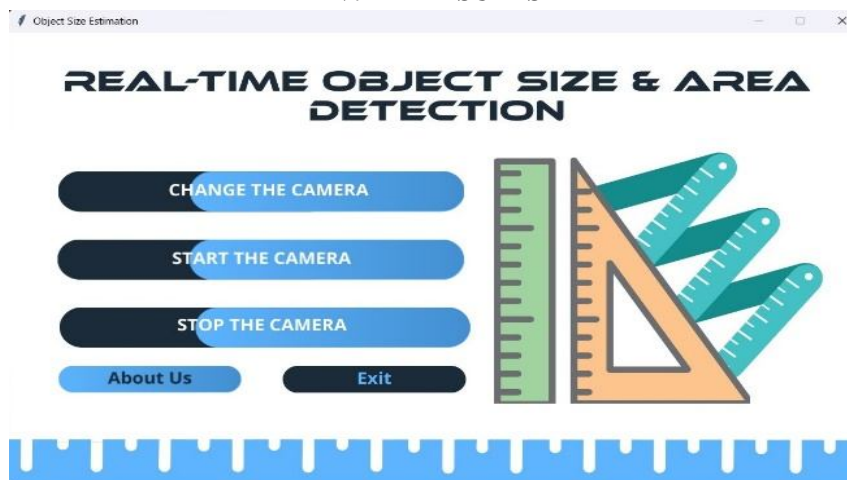 Object Size Estimation
REAL-TIME OBJECT SIZE & AREA
DETECTION
CHANGE THE CAMERA
START THE CAMERA
STOP THE CAMERA
About Us
Exit